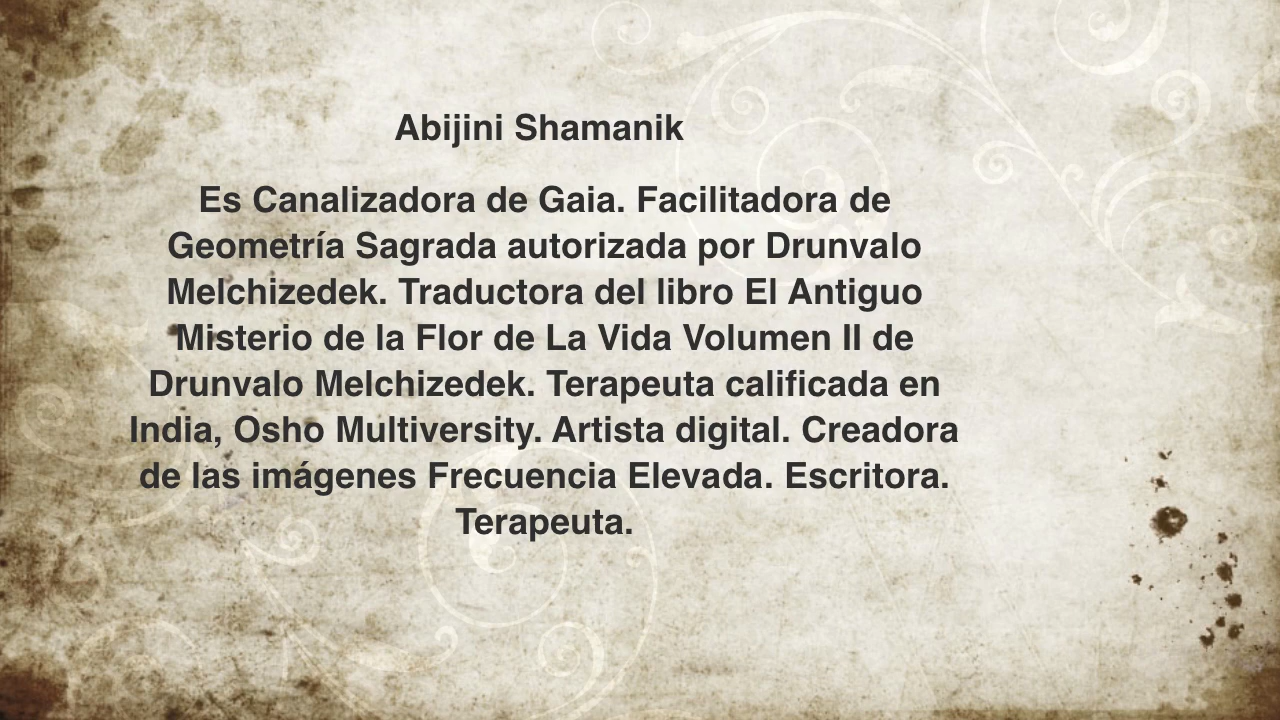 Abijini Shamanik
Es Canalizadora de Gaia. Facilitadora de
Geometría Sagrada autorizada por Drunvalo
Melchizedek. Traductora del libro El Antiguo
Misterio de la Flor de La Vida Volumen II de
Drunvalo Melchizedek. Terapeuta calificada en
India, Osho Multiversity. Artista digital. Creadora
de las imágenes Frecuencia Elevada. Escritora.
Terapeuta.